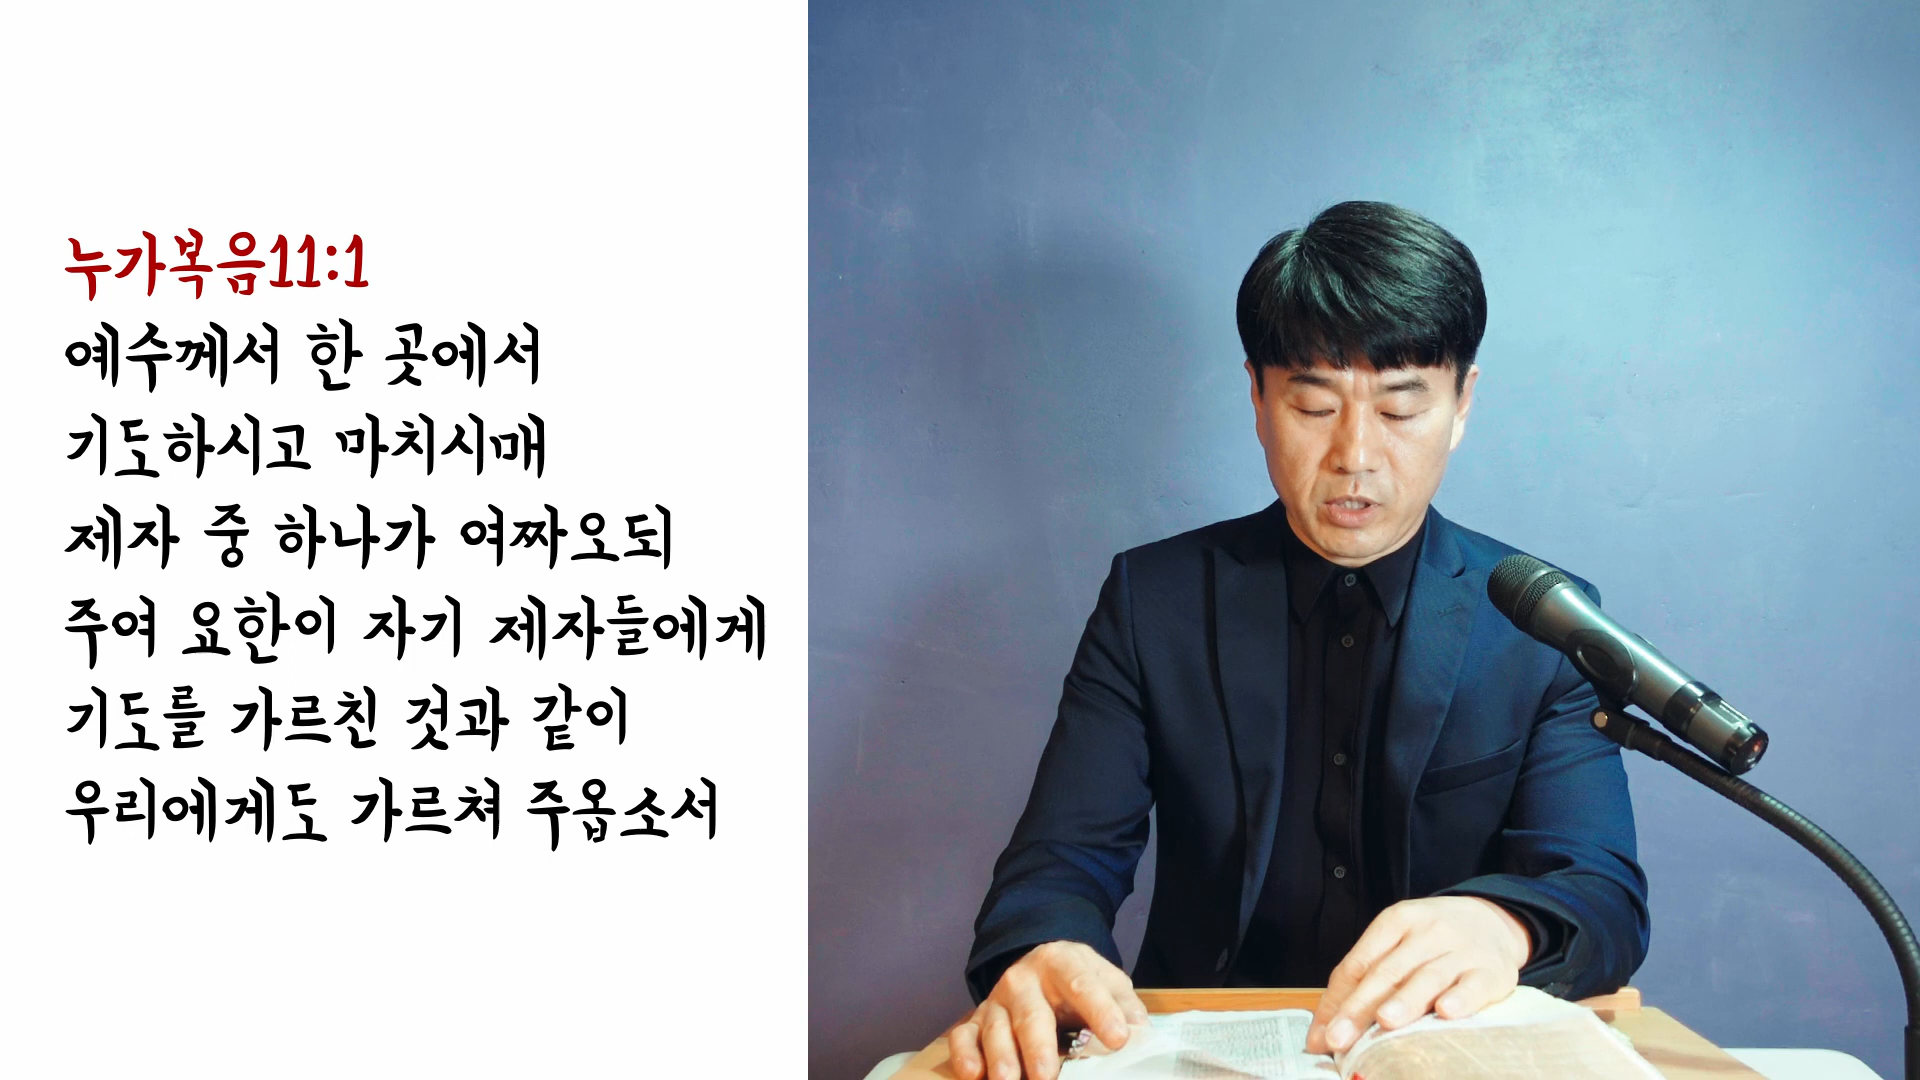 누가복음11:1
예수께서 한 곳에서
기도하시고 마치시매
제자 중 하나가 여짜오되
주여 요한이 자기 제자들에게
기도를 가르친 것과 같이
우리에게도 가르쳐 주옵소서